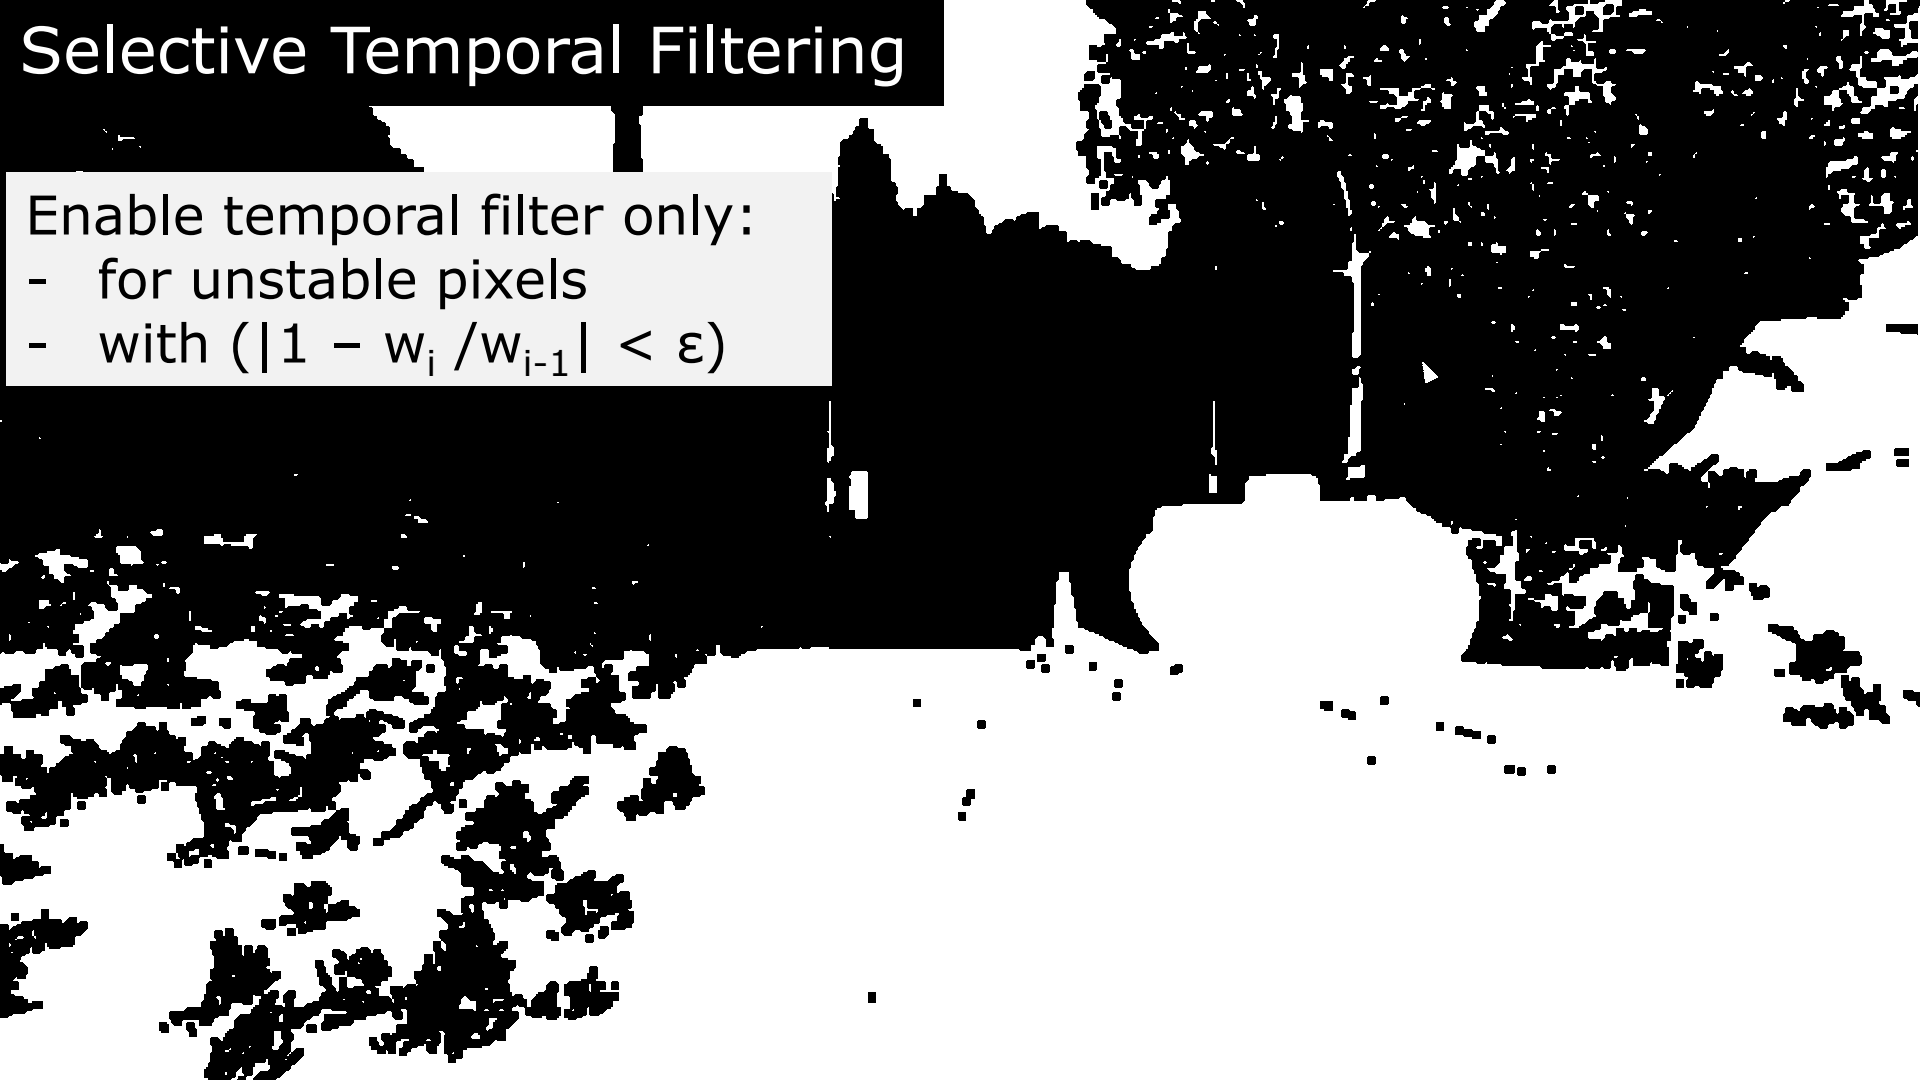 Selective Temporal Filtering
Enable temporal filter only:
- for unstable pixels
- with (|1 – wᵢ /wᵢ₋₁| < ε)